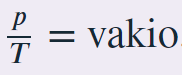 p/T = vakio.